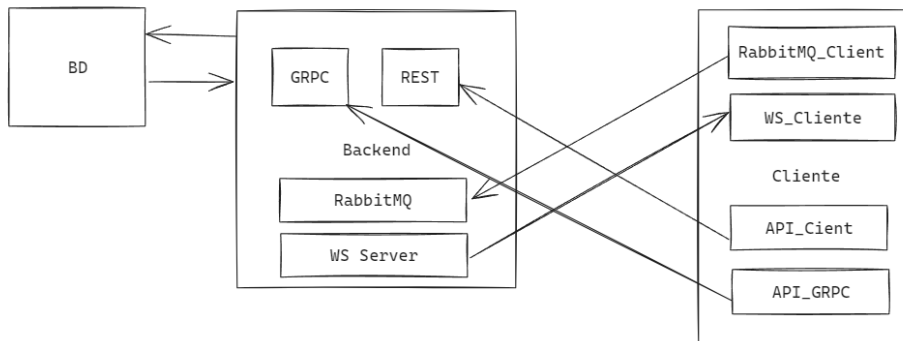 BD
GRPC
REST
Backend
RabbitMQ
WS Server
RabbitMQ_Client
WS_Cliente
Cliente
API_Cient
API_GRPC